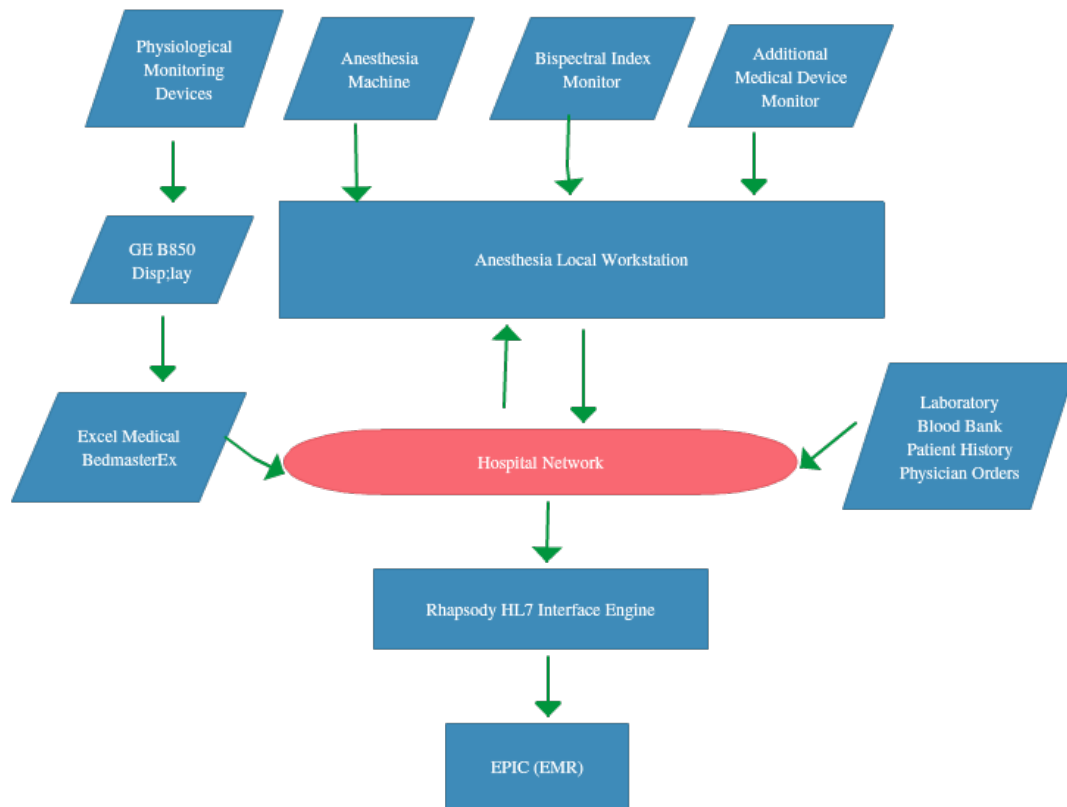 Physiological
Monitoring
Devices
Anesthesia
Machine
Bispectral Index
Monitor
Additional
Medical Device
Monitor
GE B850
Disp;lay
Anesthesia Local Workstation
Excel Medical
BedmasterEx
Hospital Network
Laboratory
Blood Bank
Patient History
Physician Orders
Rhapsody HL7 Interface Engine
EPIC (EMR)